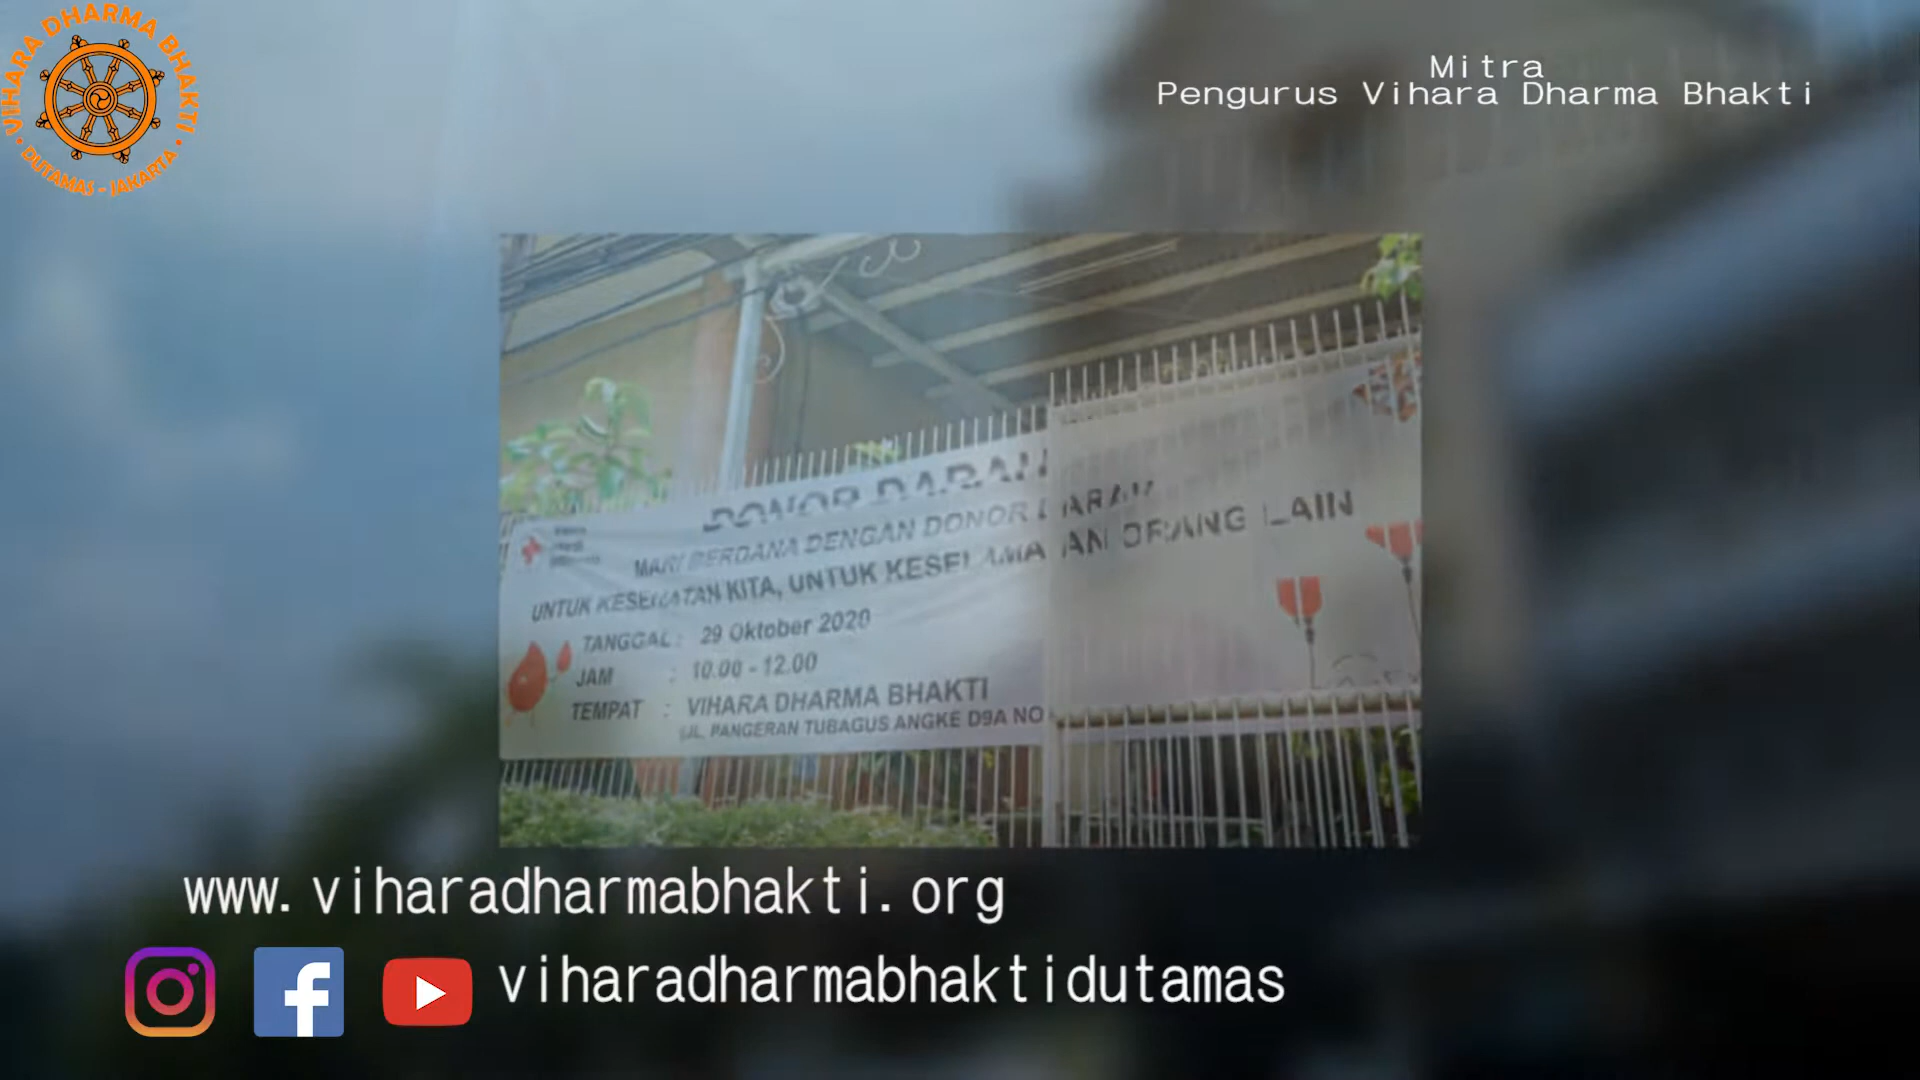 VIHARA DHARMA BHAKTI
DUTAMAS - JAKARTA
Mitra
Pengurus Vihara Dharma Bhakti
DONOR DARAH
MARI BERDANA DENGAN DONOR DARAH
UNTUK KESEHATAN KITA, UNTUK KESELAMATAN ORANG LAIN
TANGGAL : 29 Oktober 2020
JAM : 10.00 - 12.00
TEMPAT : VIHARA DHARMA BHAKTI
JL. PANGERAN TUBAGUS ANGKE D9A NO
www.viharadharmabhakti.org
viharadharmabhaktidutamas